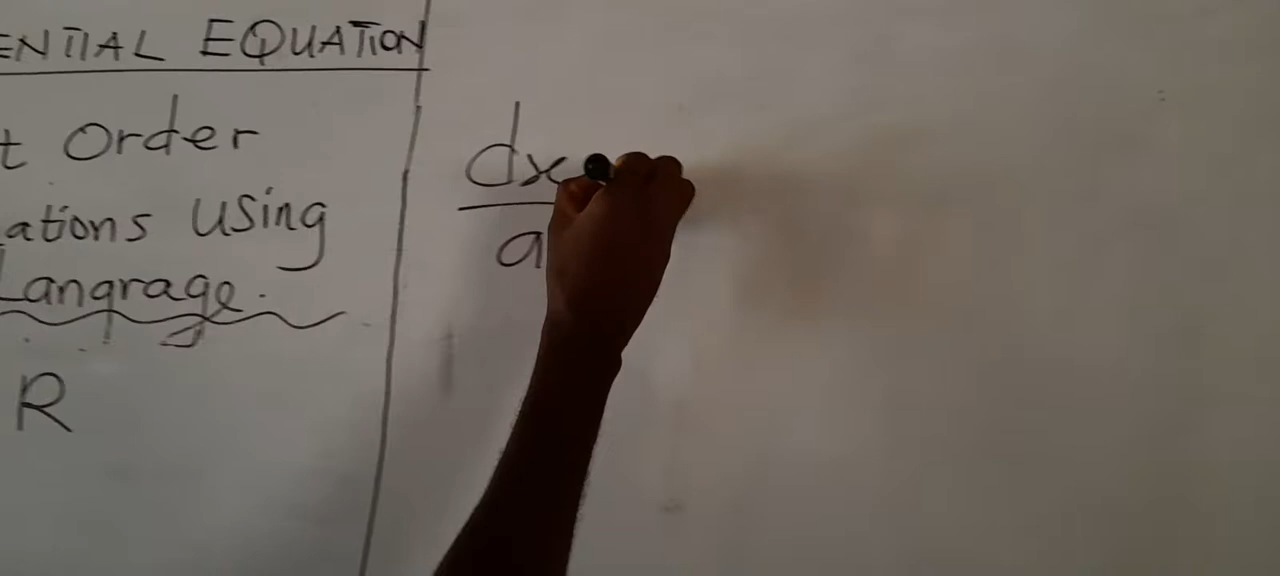 ENTIAL EQUATION
t Order
ations using
Langrage.
R
dx
a